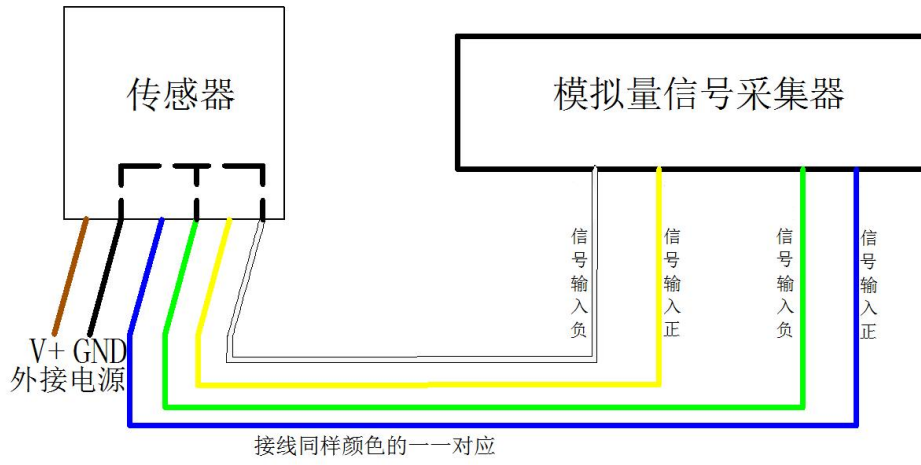 传感器
模拟量信号采集器
信号输入负
信号输入正
信号输入负
信号输入正
V+ GND
外接电源
接线同样颜色的一一对应